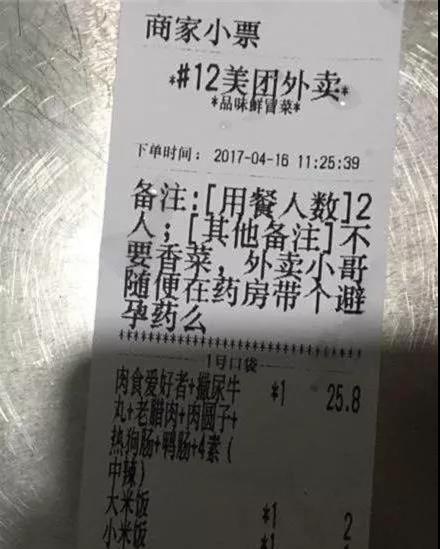 商家小票
*#12美团外卖*
*品味鲜冒菜*
下单时间： 2017-04-16 11:25:39
备注:[用餐人数]2
人；[其他备注]不
要香菜，外卖小哥
随便在药房带个避
孕药么
1号口袋
肉食爱好者+撒尿牛 *1 25.8
丸+老腊肉+肉圆子+
热狗肠+鸭肠+4素（
中辣）
大米饭 *1 2
小米饭 *1